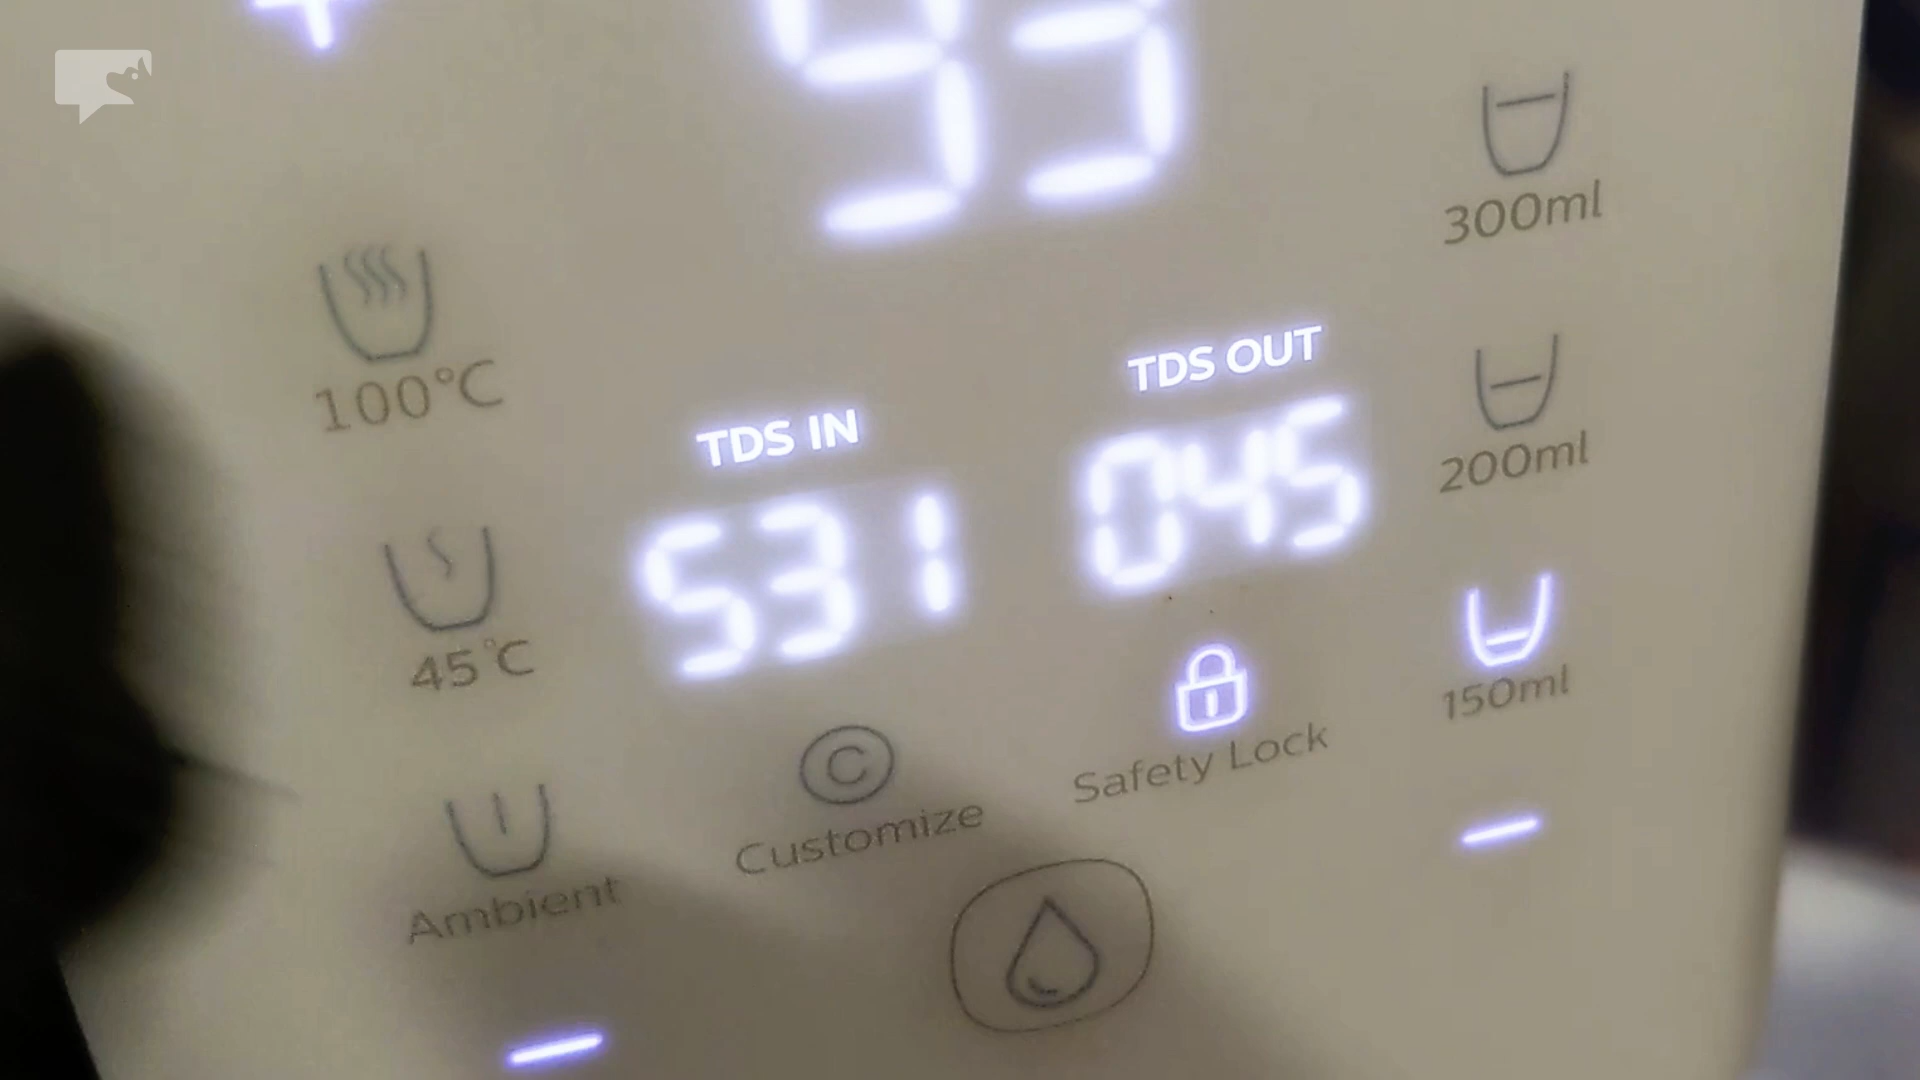 93
300ml
100°C
TDS OUT
TDS IN
045
200ml
531
45°C
150ml
Safety Lock
C
Customize
Ambient